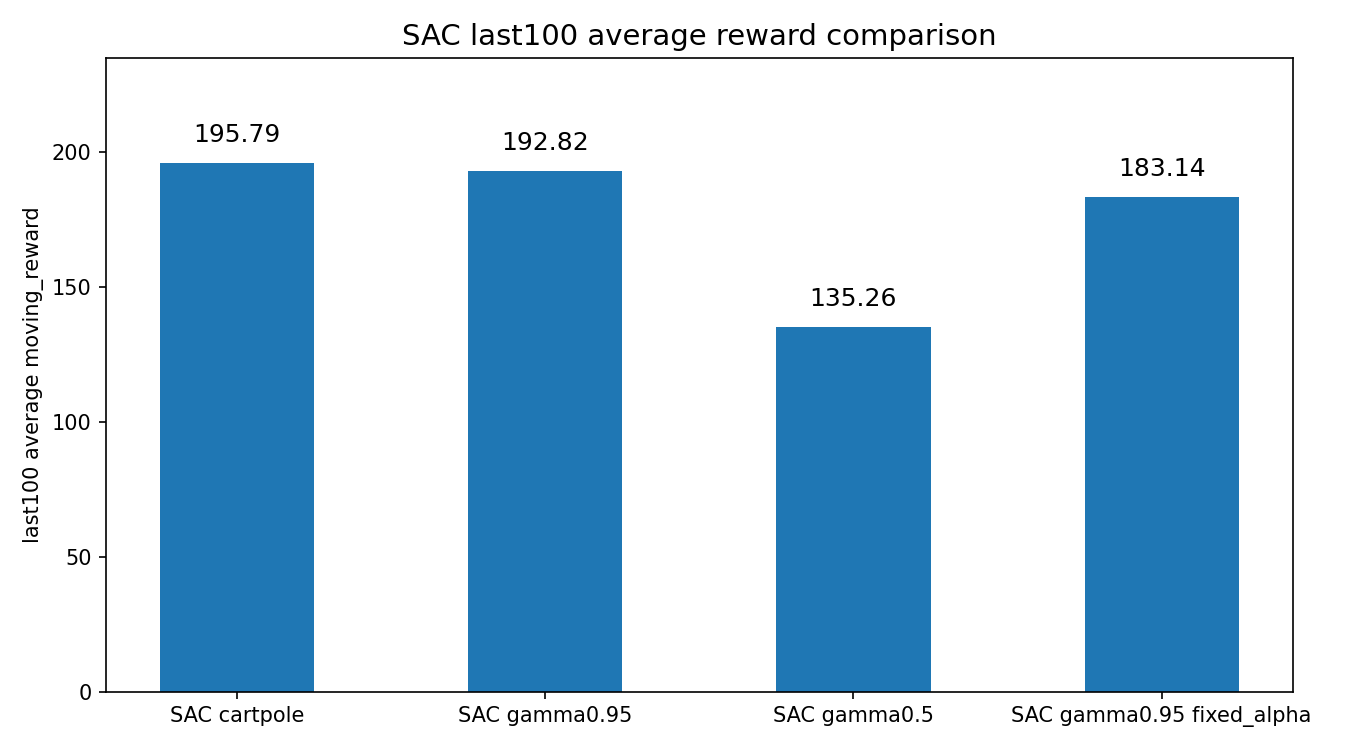 SAC last100 average reward comparison
last100 average moving_reward
200
150
100
50
0
195.79
192.82
135.26
183.14
SAC cartpole
SAC gamma0.95
SAC gamma0.5
SAC gamma0.95 fixed_alpha